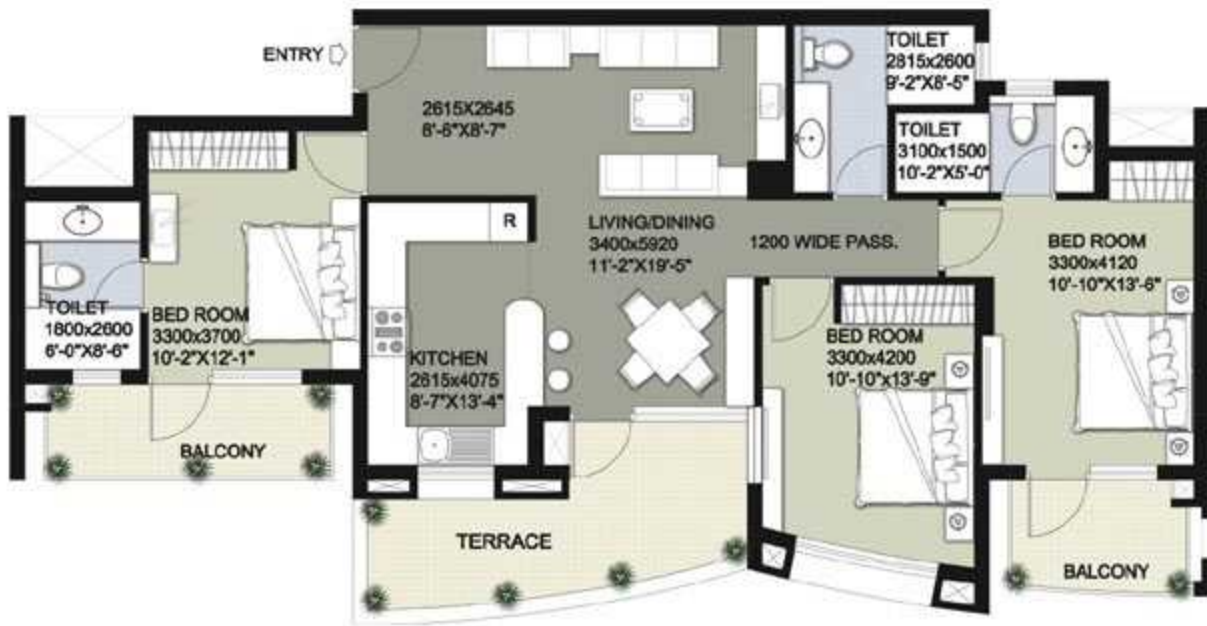 ENTRY
2615X2645
8'-6"X8'-7"
TOILET
2815x2600
9'-2"X8'-5"
TOILET
3100x1500
10'-2"X5'-0"
R
LIVING/DINING
3400x5920
11'-2"X19'-5"
1200 WIDE PASS.
BED ROOM
3300x4120
10'-10"X13'-6"
TOILET
1800x2600
6'-0"X8'-6"
BED ROOM
3300x3700
10'-2"X12'-1"
KITCHEN
2615x4075
8'-7"X13'-4"
BED ROOM
3300x4200
10'-10"x13'-9"
BALCONY
TERRACE
BALCONY